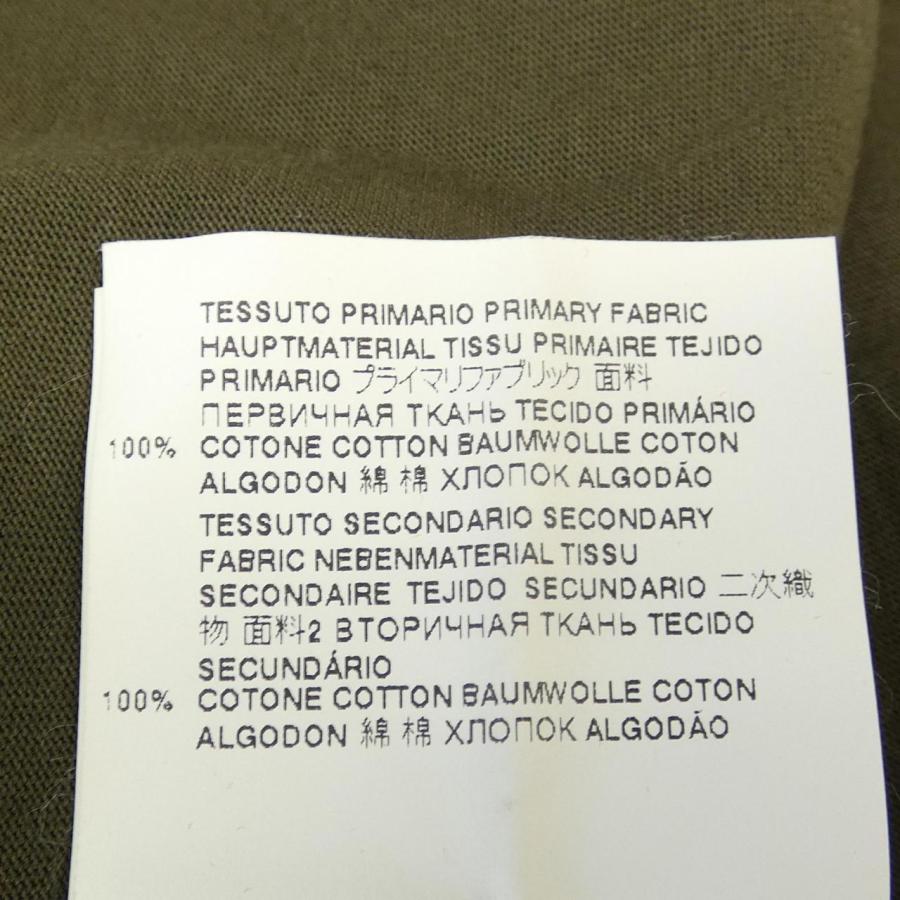 TESSUTO PRIMARIO PRIMARY FABRIC
HAUPTMATERIAL TISSU PRIMAIRE TEJIDO
PRIMARIO プライマリファブリック 面料
ПЕРВИЧНАЯ ТКАНЬ TECIDO PRIMÁRIO
100% COTONE COTTON BAUMWOLLE COTON
ALGODON 綿 棉 ХЛОПОК ALGODÃO
TESSUTO SECONDARIO SECONDARY
FABRIC NEBENMATERIAL TISSU
SECONDAIRE TEJIDO SECUNDARIO 二次織
物 面料2 ВТОРИЧНАЯ ТКАНЬ TECIDO
SECUNDÁRIO
100% COTONE COTTON BAUMWOLLE COTON
ALGODON 綿 棉 ХЛОПОК ALGODÃO